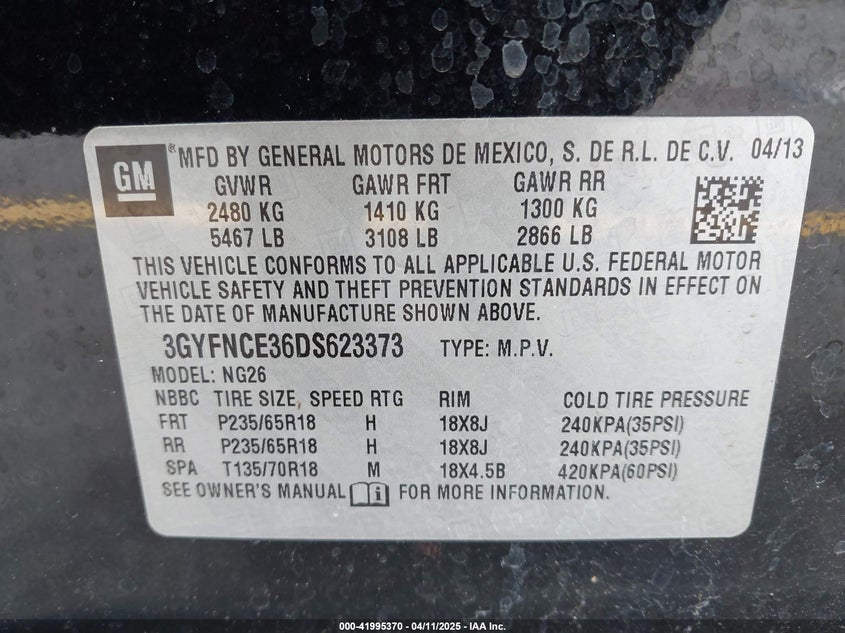 GM ® MFD BY GENERAL MOTORS DE MEXICO, S. DE R.L. DE C.V. 04/13
GVWR GAWR FRT GAWR RR
2480 KG 1410 KG 1300 KG
5467 LB 3108 LB 2866 LB
THIS VEHICLE CONFORMS TO ALL APPLICABLE U.S. FEDERAL MOTOR
VEHICLE SAFETY AND THEFT PREVENTION STANDARDS IN EFFECT ON
THE DATE OF MANUFACTURE SHOWN ABOVE.
3GYFNCE36DS623373 TYPE: M.P.V.
MODEL: NG26
NBBC TIRE SIZE, SPEED RTG RIM COLD TIRE PRESSURE
FRT P235/65R18 H 18X8J 240KPA(35PSI)
RR P235/65R18 H 18X8J 240KPA(35PSI)
SPA T135/70R18 M 18X4.5B 420KPA(60PSI)
SEE OWNER'S MANUAL i FOR MORE INFORMATION.
000-41995370 - 04/11/2025 - IAA Inc.